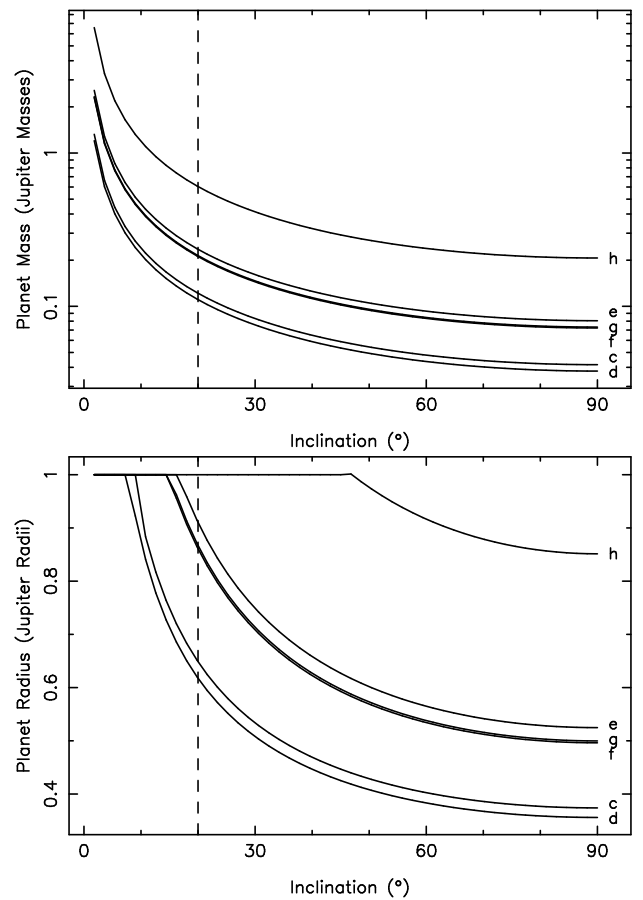 Planet Mass (Jupiter Masses)
1
0.1
h
e
g
f
c
d
0 30 60 90
Inclination (°)
Planet Radius (Jupiter Radii)
1
0.8
0.6
0.4
h
e
g
f
c
d
0 30 60 90
Inclination (°)